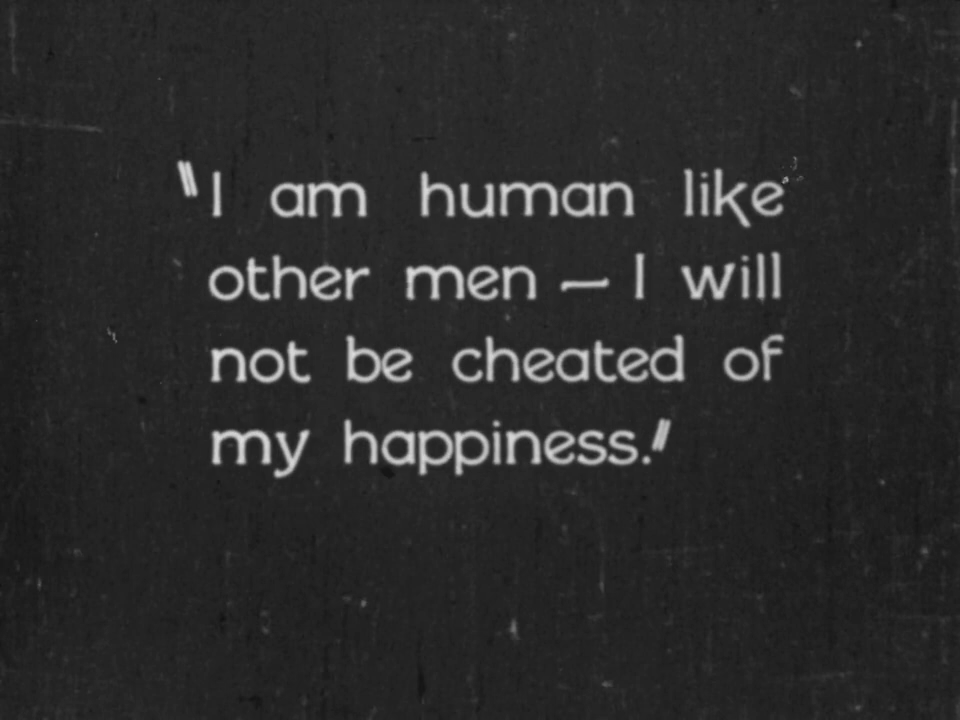 "I am human like
other men — I will
not be cheated of
my happiness."